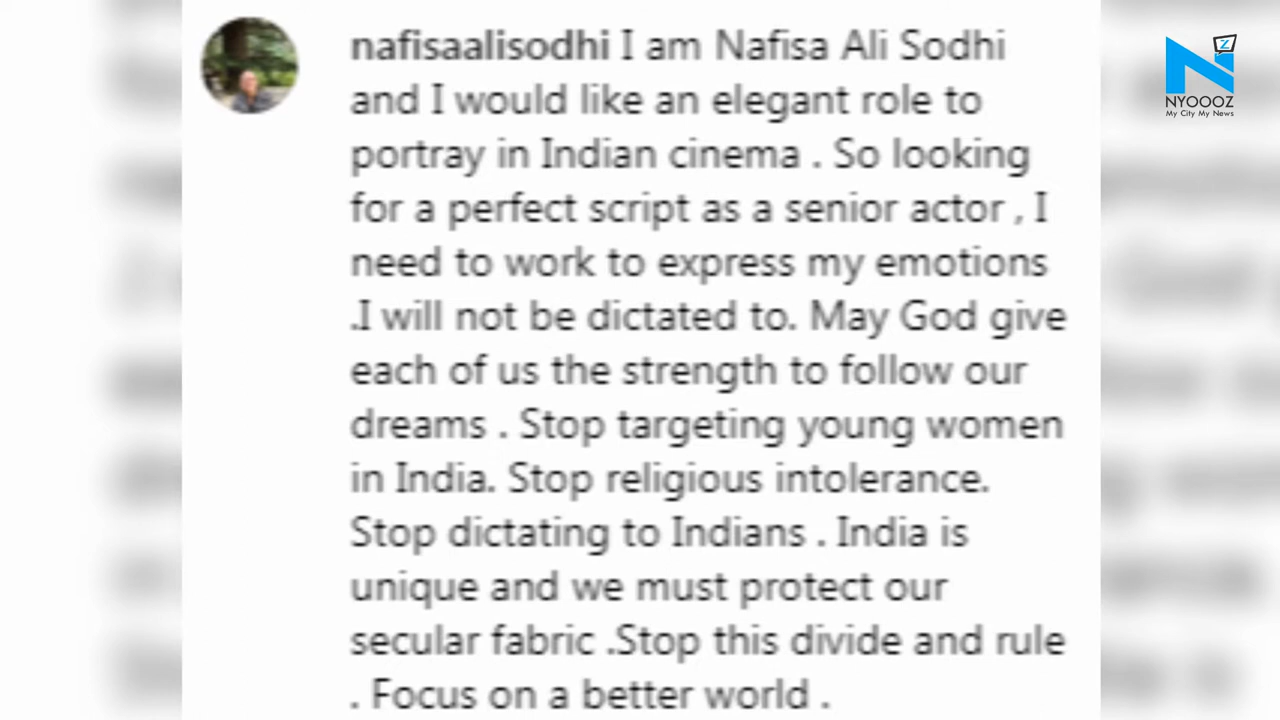 nafisaalisodhi I am Nafisa Ali Sodhi
and I would like an elegant role to
portray in Indian cinema . So looking
for a perfect script as a senior actor , I
need to work to express my emotions
.I will not be dictated to. May God give
each of us the strength to follow our
dreams . Stop targeting young women
in India. Stop religious intolerance.
Stop dictating to Indians . India is
unique and we must protect our
secular fabric .Stop this divide and rule
. Focus on a better world .
N Z
NYOOOZ
My City My News